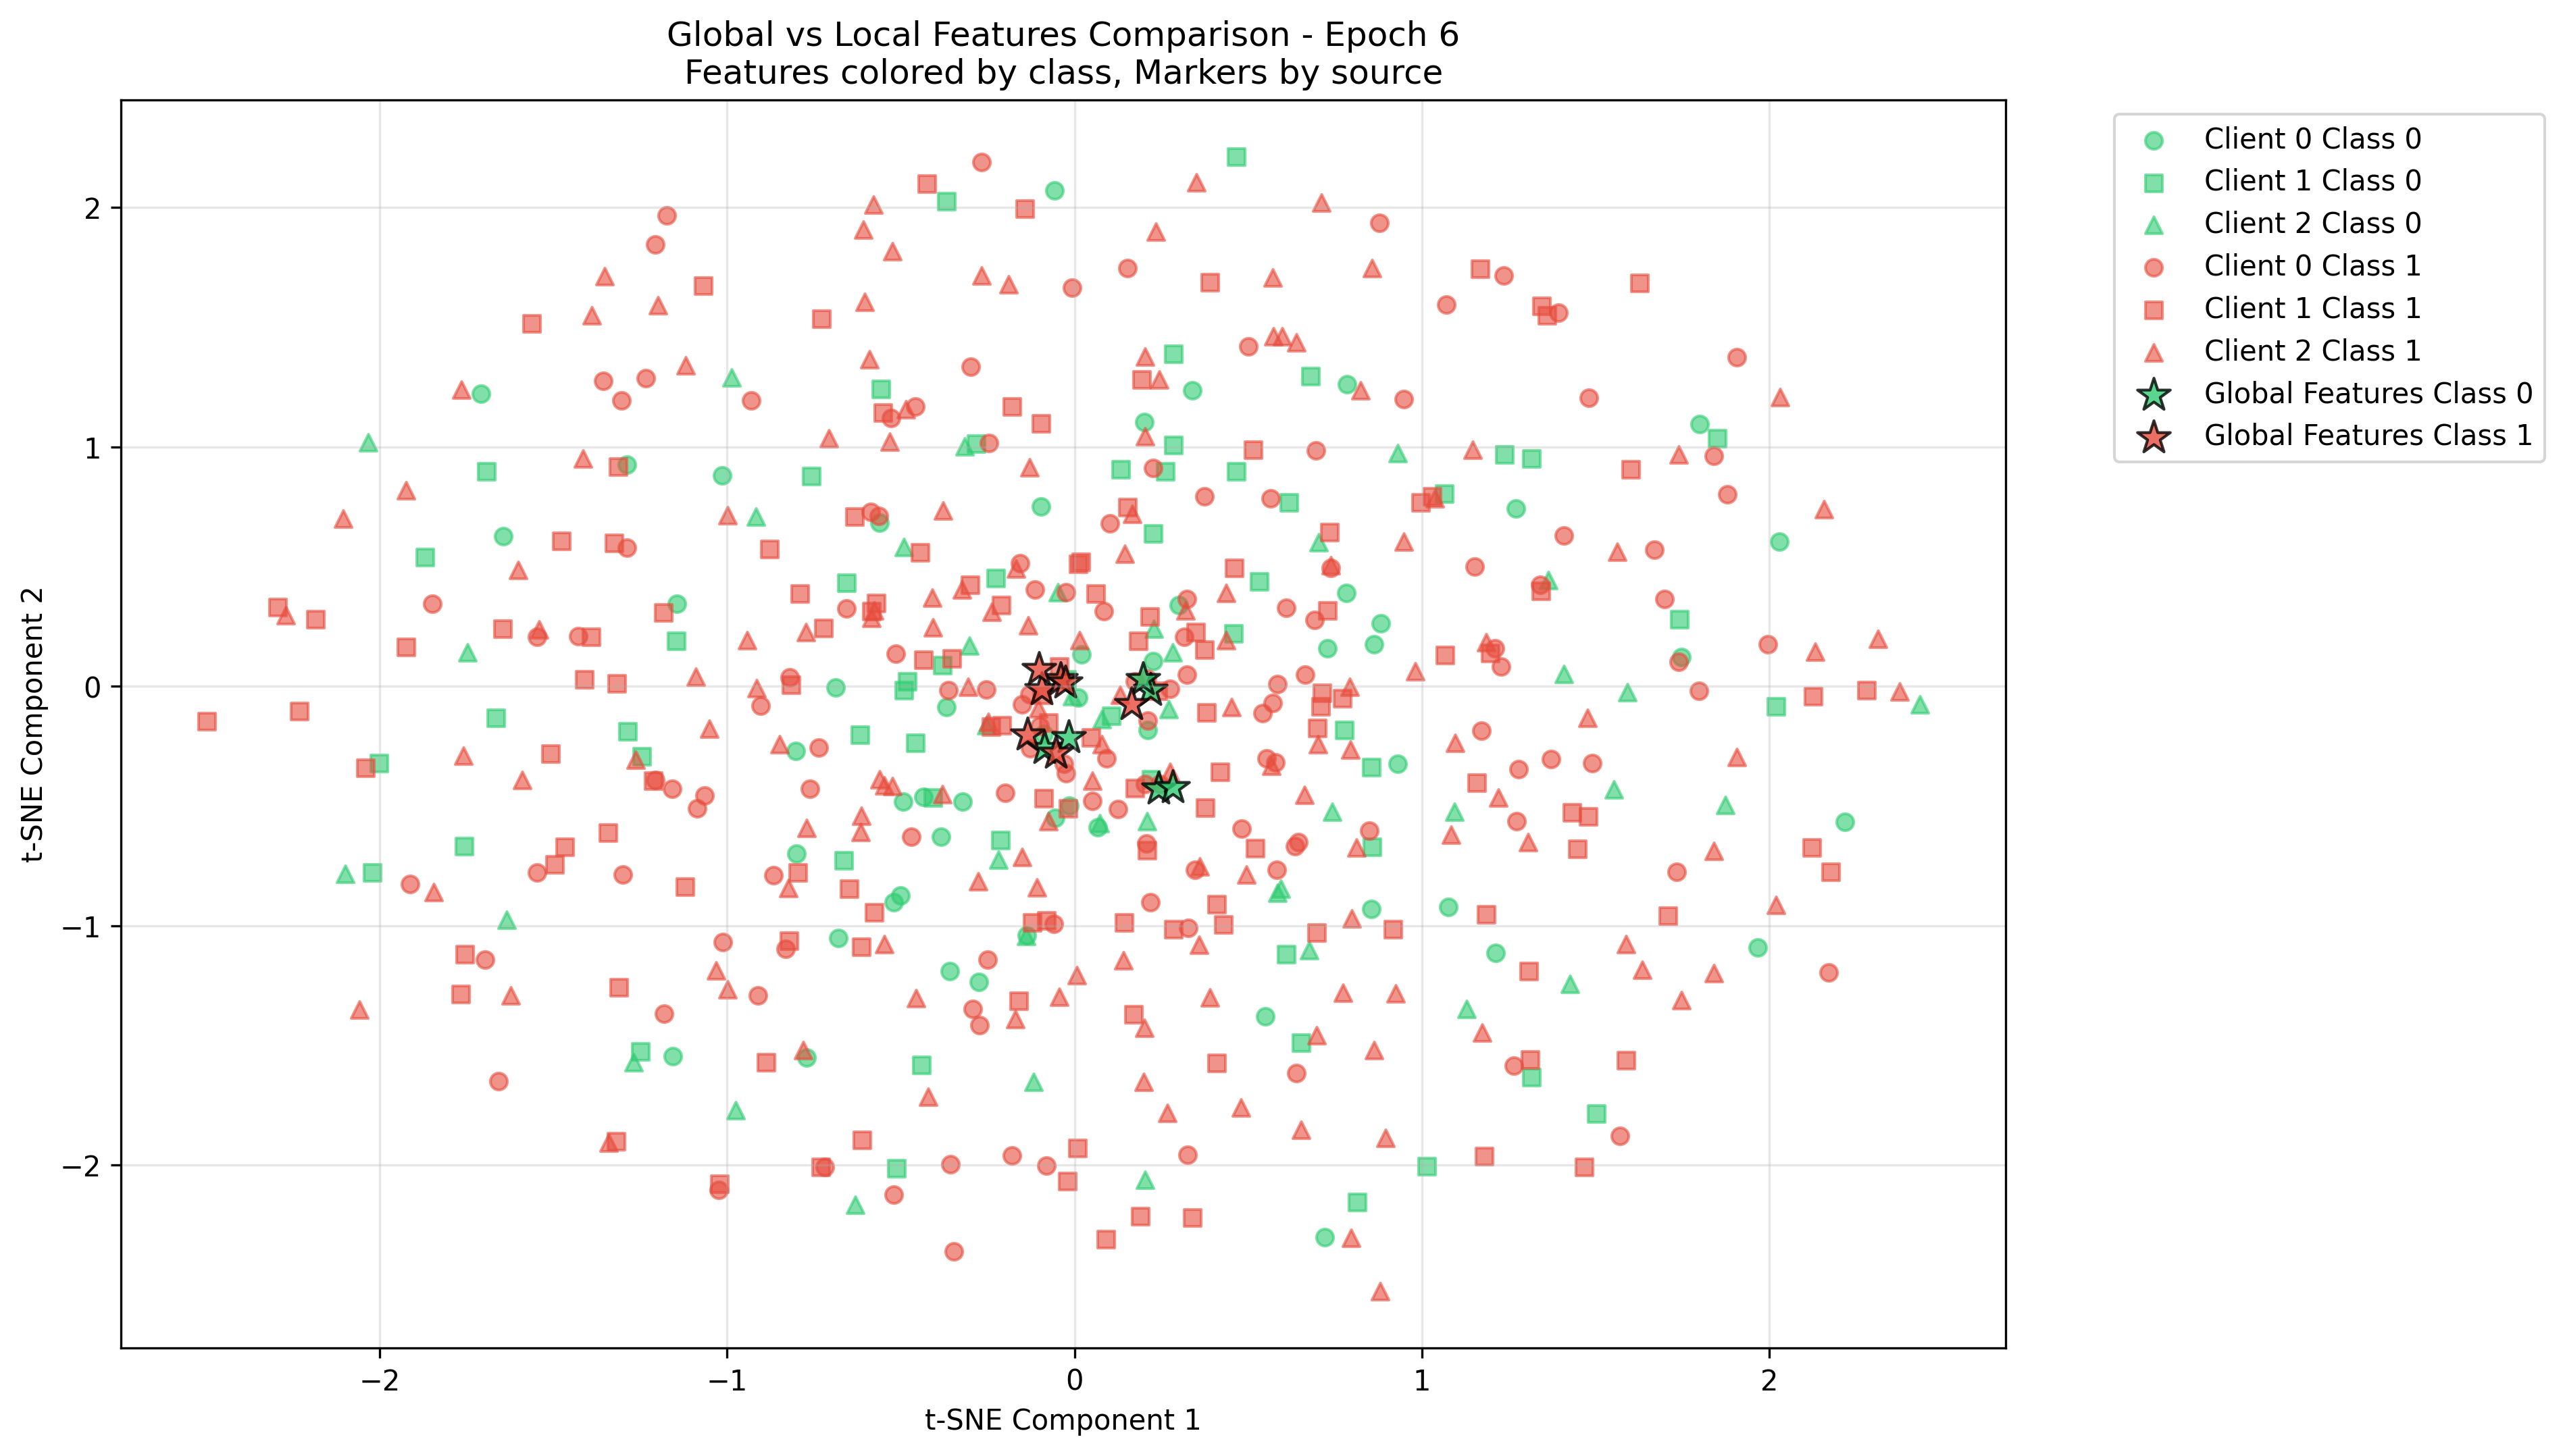 Global vs Local Features Comparison - Epoch 6
Features colored by class, Markers by source
Client 0 Class 0
Client 1 Class 0
Client 2 Class 0
Client 0 Class 1
Client 1 Class 1
Client 2 Class 1
Global Features Class 0
Global Features Class 1
t-SNE Component 2
2
1
0
−1
−2
−2
−1
0
1
2
t-SNE Component 1